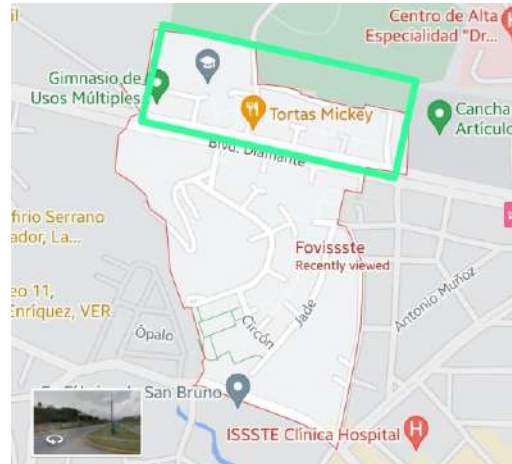 Centro de Alta
Especialidad "Dr...
Gimnasio de
Usos Múltiples
Tortas Mickey
Cancha
Artículo
Blvd. Diamante
firio Serrano
ador, La...
Fovissste
Recently viewed
eo 11,
Enríquez, VER
Antonio Muñoz
Jade
Circón
Ópalo
San Bruno
ISSSTE Clínica Hospital